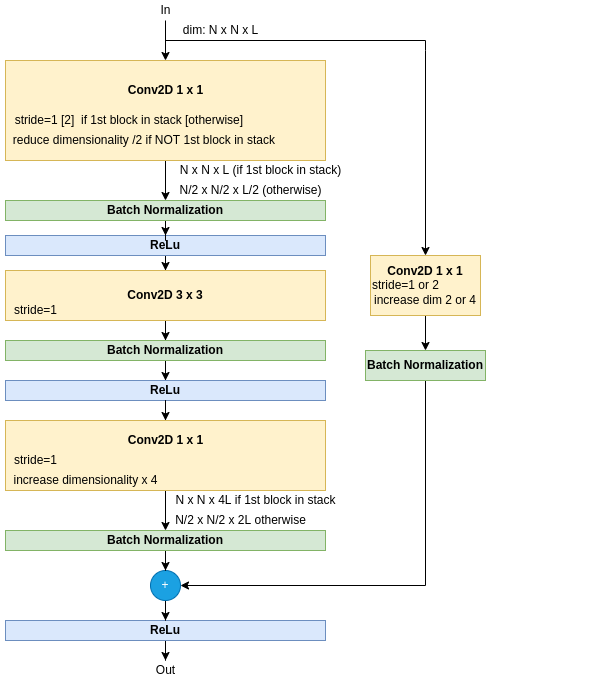 In
dim: N x N x L
Conv2D 1 x 1
stride=1 [2]  if 1st block in stack [otherwise]
reduce dimensionality /2 if NOT 1st block in stack
N x N x L (if 1st block in stack)
N/2 x N/2 x L/2 (otherwise)
Batch Normalization
ReLu
Conv2D 3 x 3
stride=1
Batch Normalization
ReLu
Conv2D 1 x 1
stride=1
increase dimensionality x 4
N x N x 4L if 1st block in stack
N/2 x N/2 x 2L otherwise
Batch Normalization
Conv2D 1 x 1
stride=1 or 2
increase dim 2 or 4
Batch Normalization
+
ReLu
Out